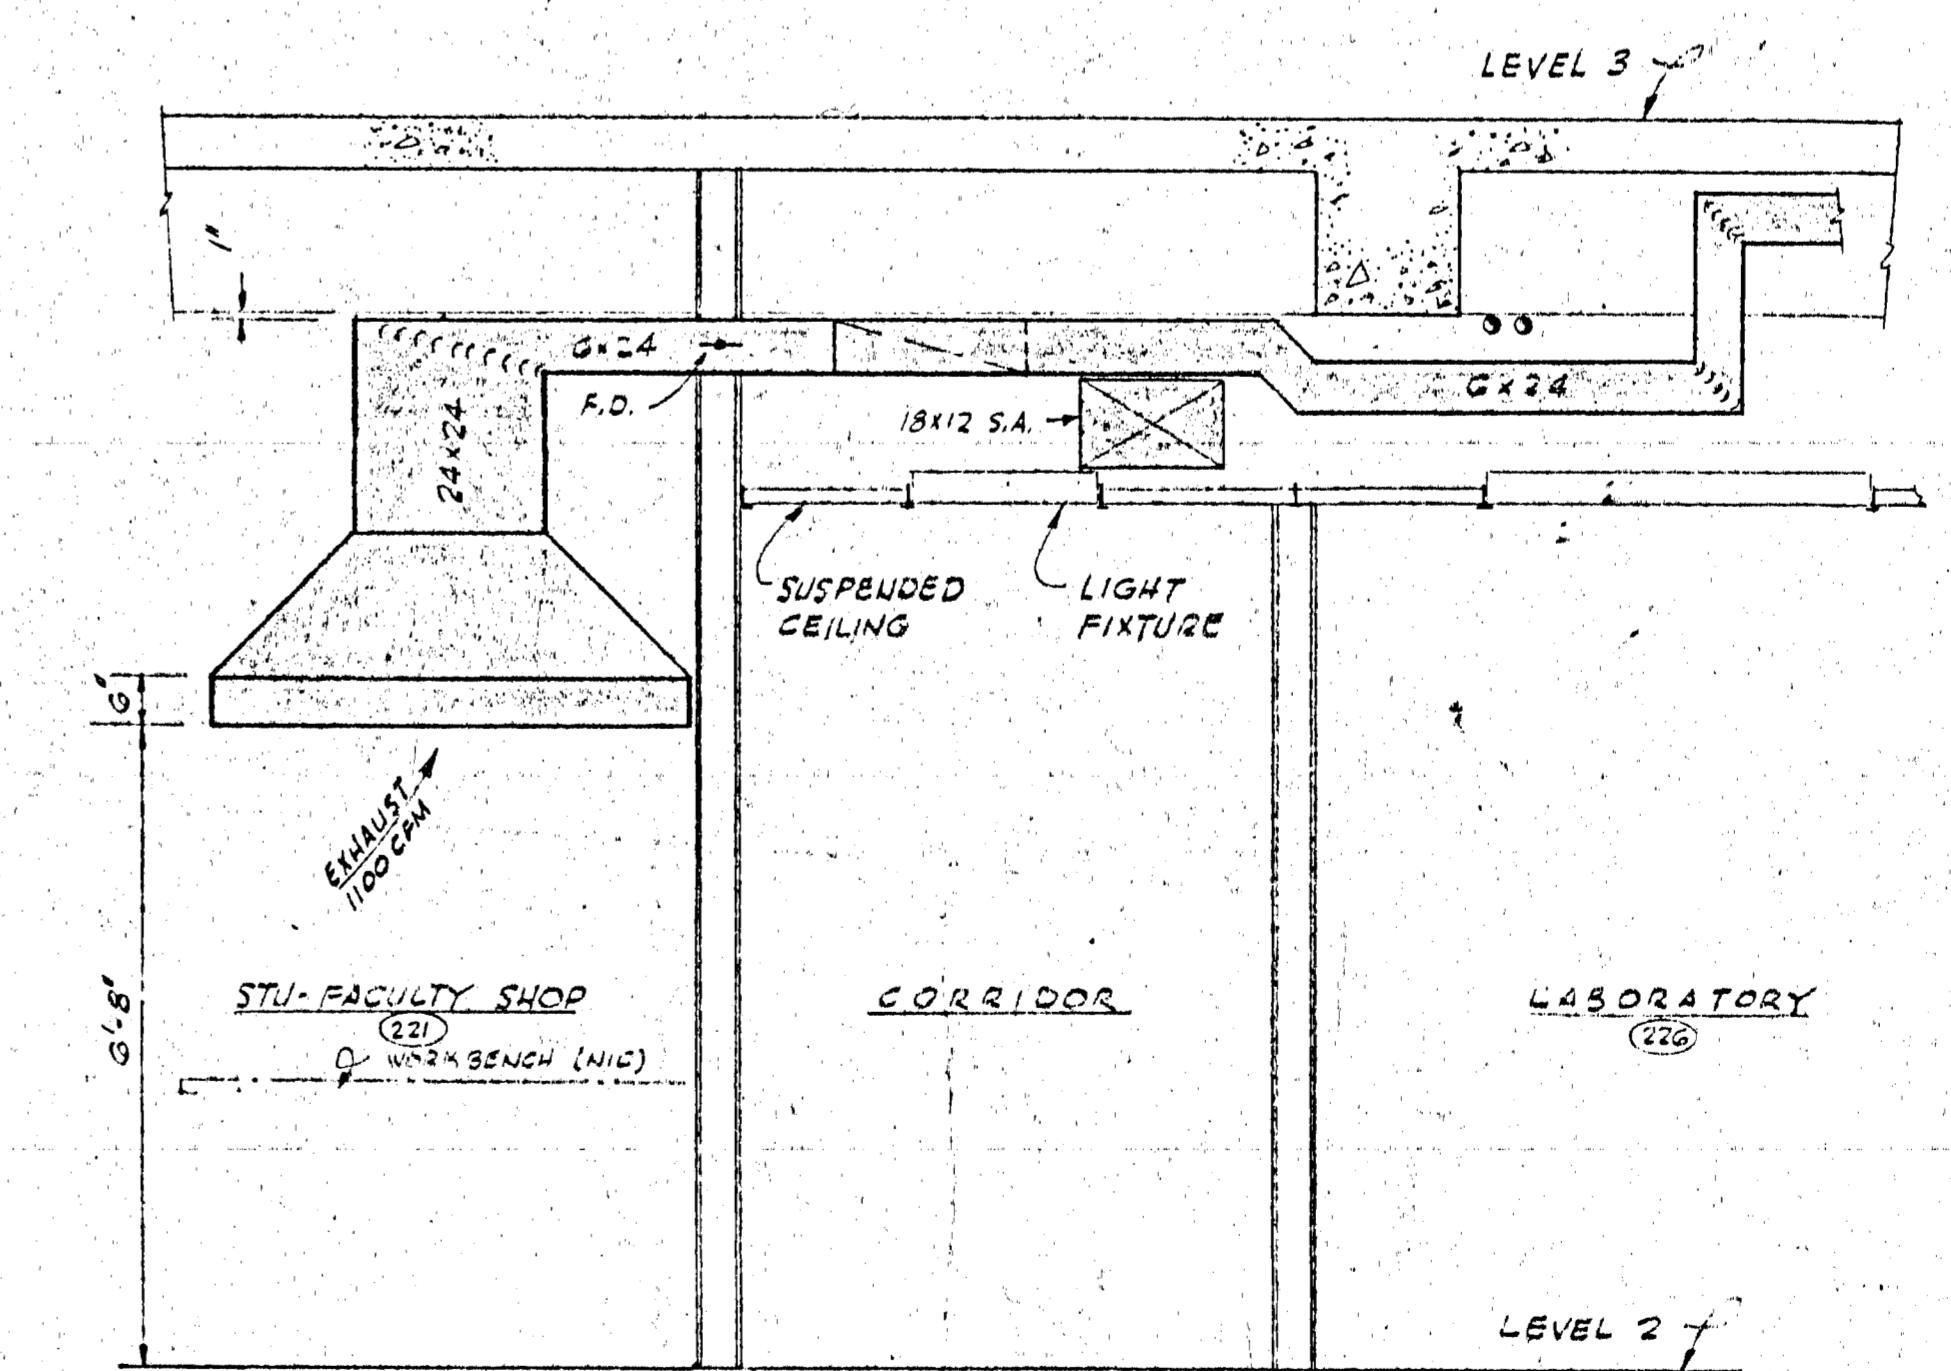 LEVEL 3
1"
6x24
F.D.
24x24
18x12 S.A.
6x24
SUSPENDED
CEILING
LIGHT
FIXTURE
6"
EXHAUST
1100 CFM
6'-8"
STU-FACULTY SHOP
221
WORKBENCH (NIC)
CORRIDOR
LABORATORY
226
LEVEL 2